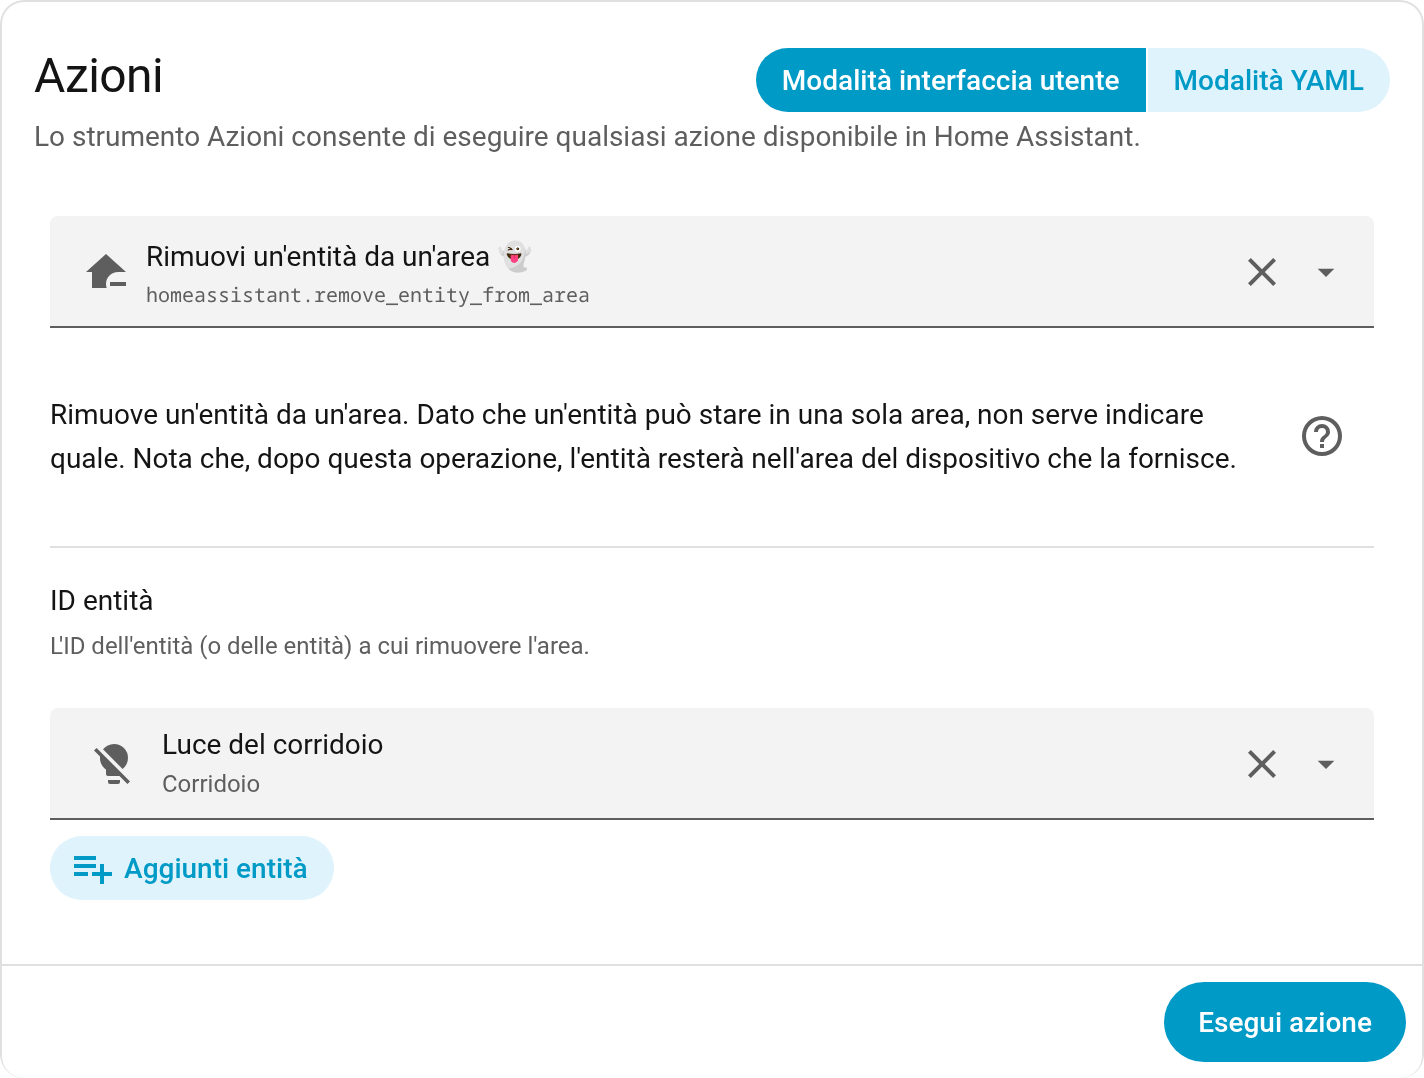 Azioni
Modalità interfaccia utente
Modalità YAML
Lo strumento Azioni consente di eseguire qualsiasi azione disponibile in Home Assistant.
Rimuovi un'entità da un'area 👻
homeassistant.remove_entity_from_area
Rimuove un'entità da un'area. Dato che un'entità può stare in una sola area, non serve indicare
quale. Nota che, dopo questa operazione, l'entità resterà nell'area del dispositivo che la fornisce.
ID entità
L'ID dell'entità (o delle entità) a cui rimuovere l'area.
Luce del corridoio
Corridoio
Aggiunti entità
Esegui azione